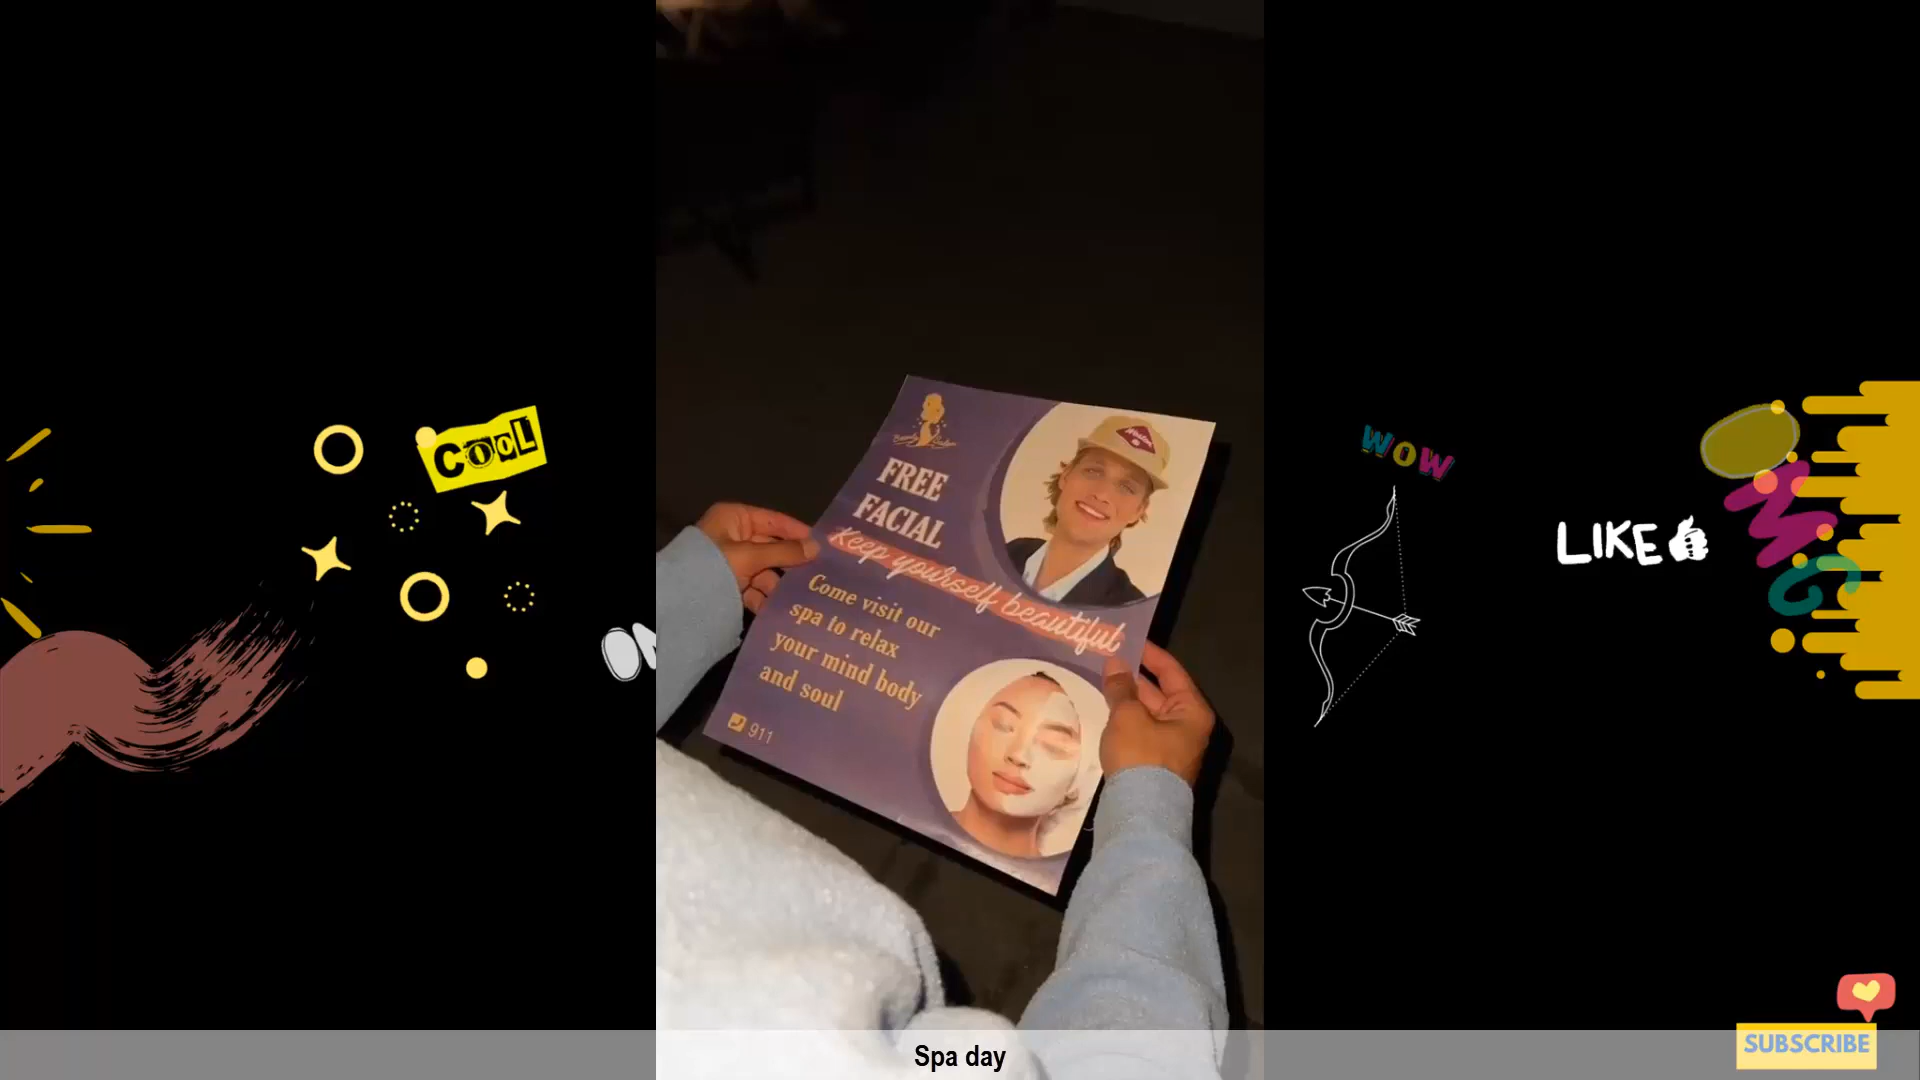 COOL
WOW
LIKE
FREE
FACIAL
Keep yourself beautiful
Come visit our
spa to relax
your mind body
and soul
911
Spa day
SUBSCRIBE